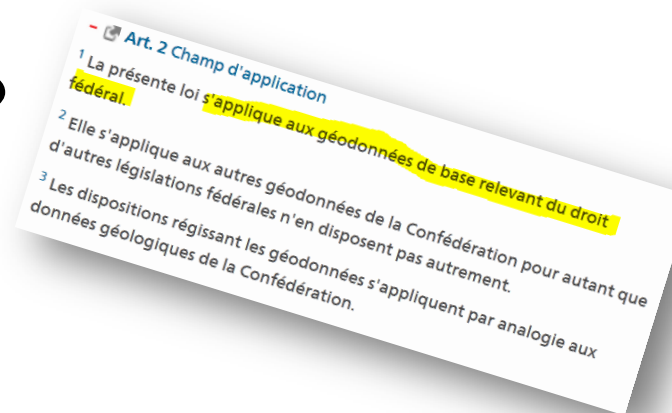 Art. 2 Champ d'application
1 La présente loi s'applique aux géodonnées de base relevant du droit
fédéral.
2 Elle s'applique aux autres géodonnées de la Confédération pour autant que
d'autres législations fédérales n'en disposent pas autrement.
3 Les dispositions régissant les géodonnées s'appliquent par analogie aux
données géologiques de la Confédération.